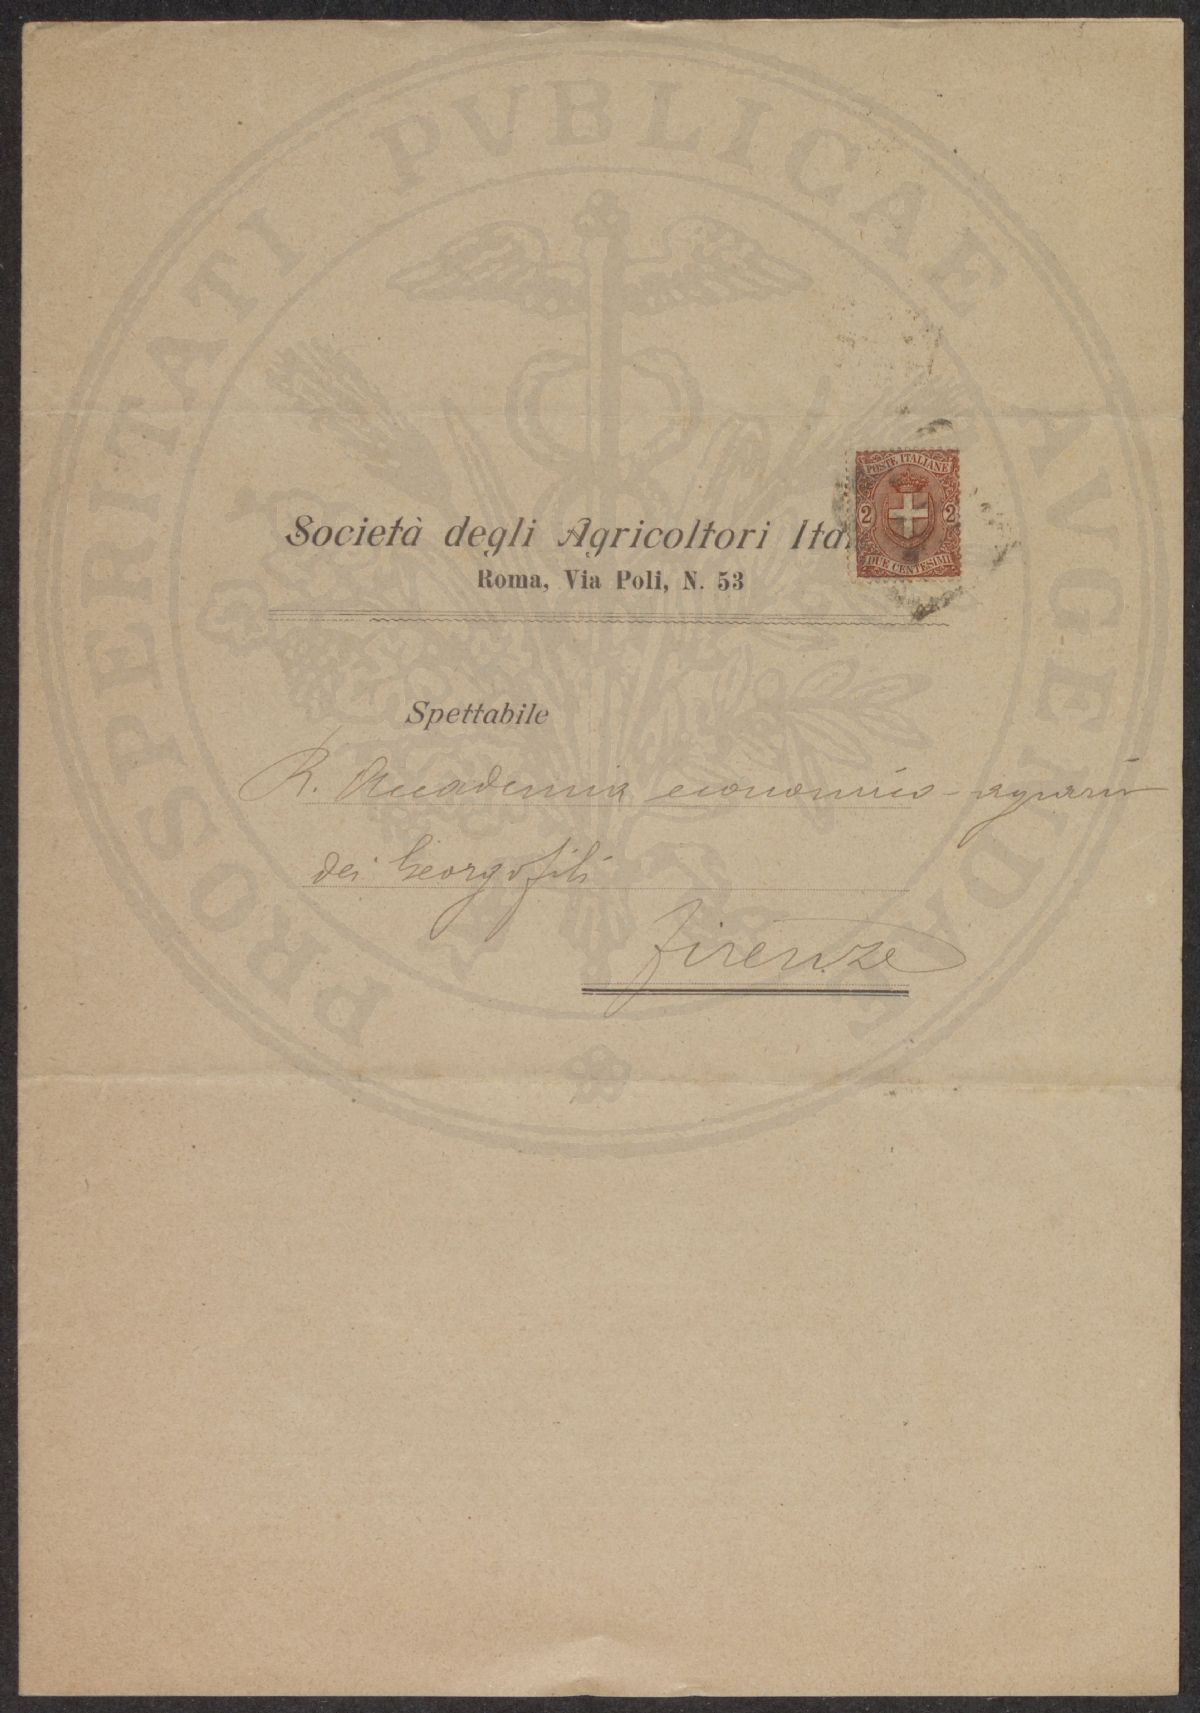 PROSPERITATI PVBLICAE AVGENDAE
POSTE ITALIANE
2 2
DUE CENTESIMI
Società degli Agricoltori Ita
Roma, Via Poli, N. 53
Spettabile
R. Accademia economico-agraria
dei Georgofili
Firenze